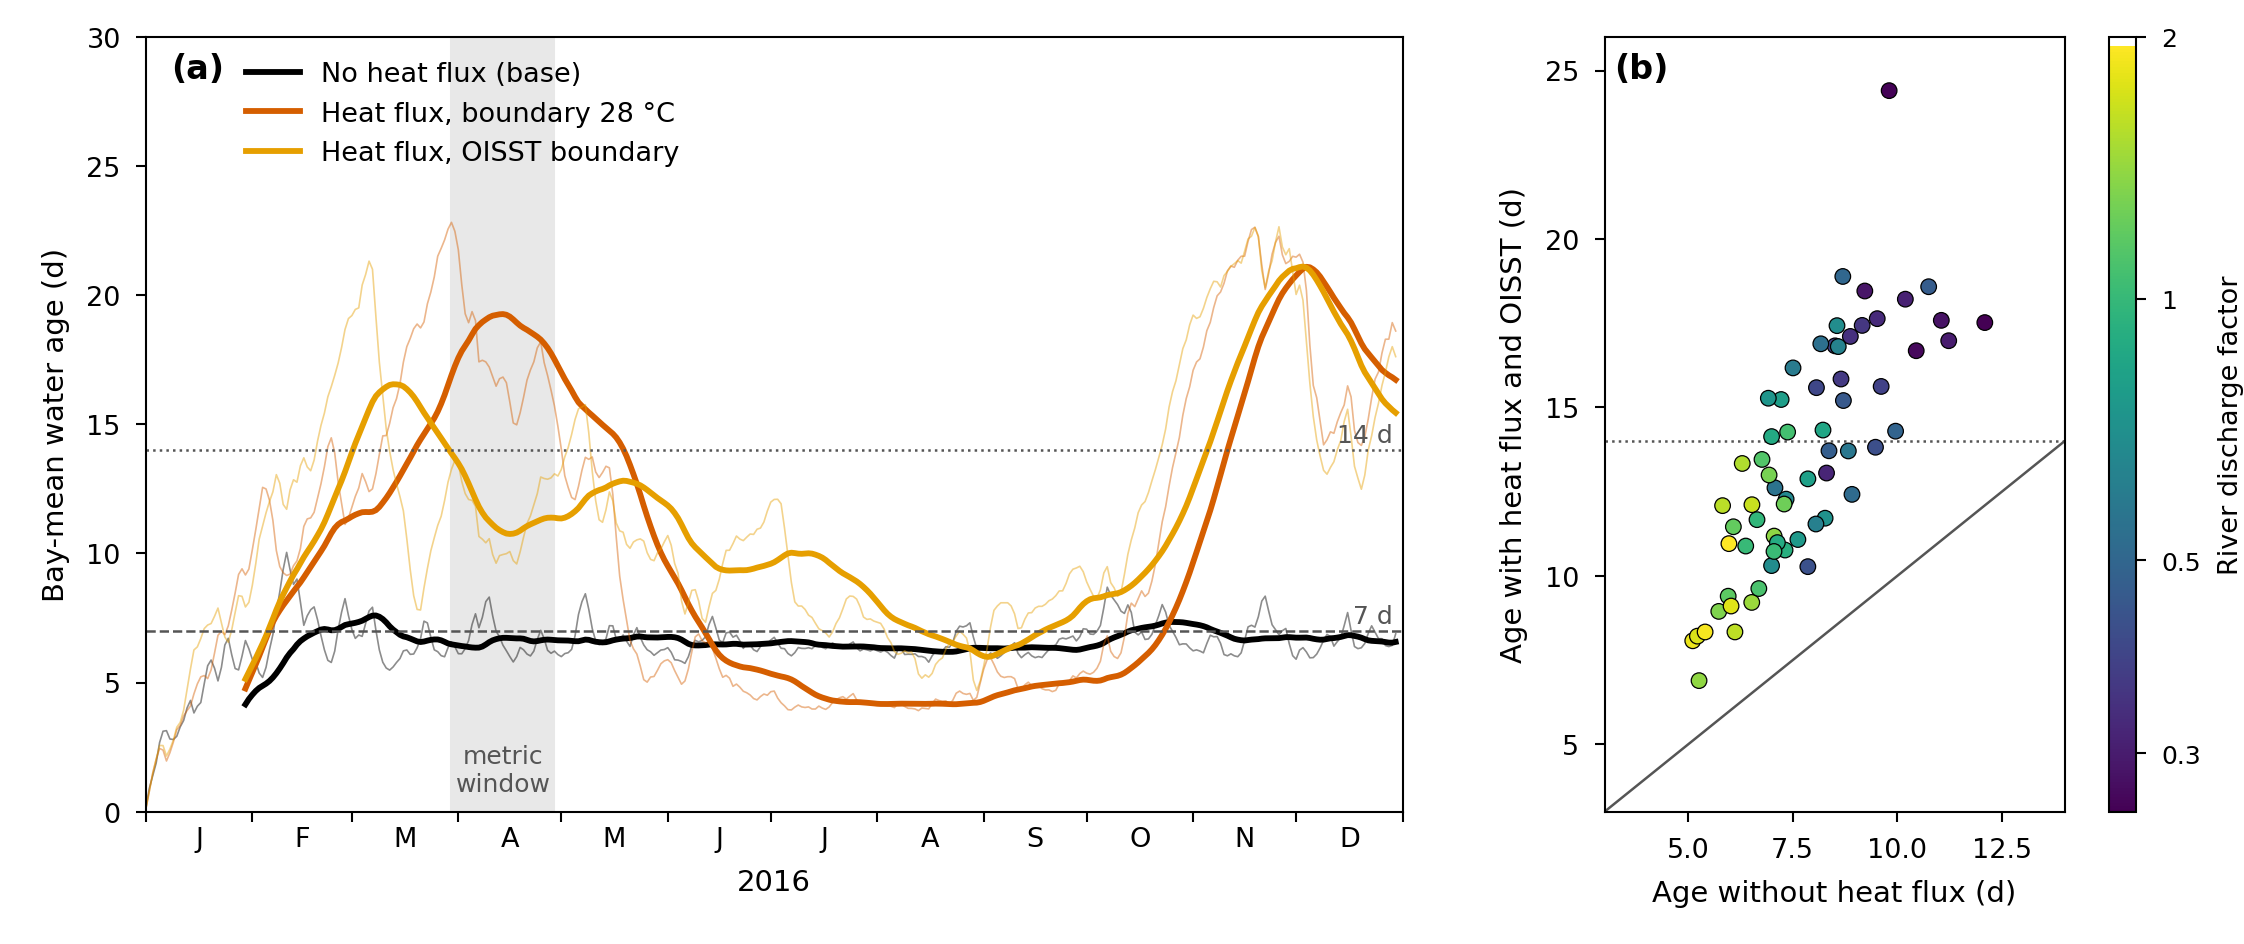 (a)
No heat flux (base)
Heat flux, boundary 28 °C
Heat flux, OISST boundary
30
25
20
15
10
5
0
Bay-mean water age (d)
14 d
7 d
metric
window
J F M A M J J A S O N D
2016
(b)
25
20
15
10
5
Age with heat flux and OISST (d)
5.0 7.5 10.0 12.5
Age without heat flux (d)
2
1
0.5
0.3
River discharge factor